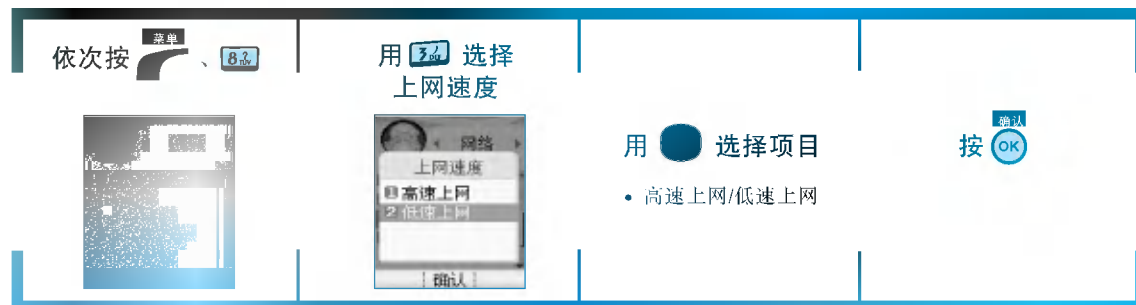 菜单
依次按 、 8
用 3 选择
上网速度
网络
上网速度
1 高速上网
2 低速上网
确认
用 选择项目
• 高速上网/低速上网
确认
按 OK